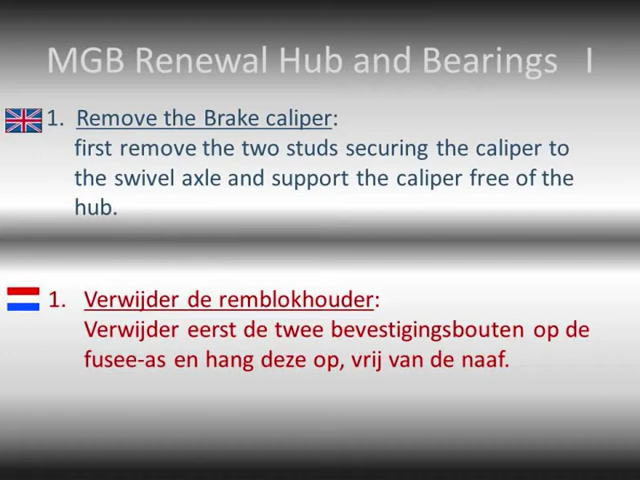 MGB Renewal Hub and Bearings I
1. Remove the Brake caliper:
first remove the two studs securing the caliper to
the swivel axle and support the caliper free of the
hub.
1. Verwijder de remblokhouder:
Verwijder eerst de twee bevestigingsbouten op de
fusee-as en hang deze op, vrij van de naaf.